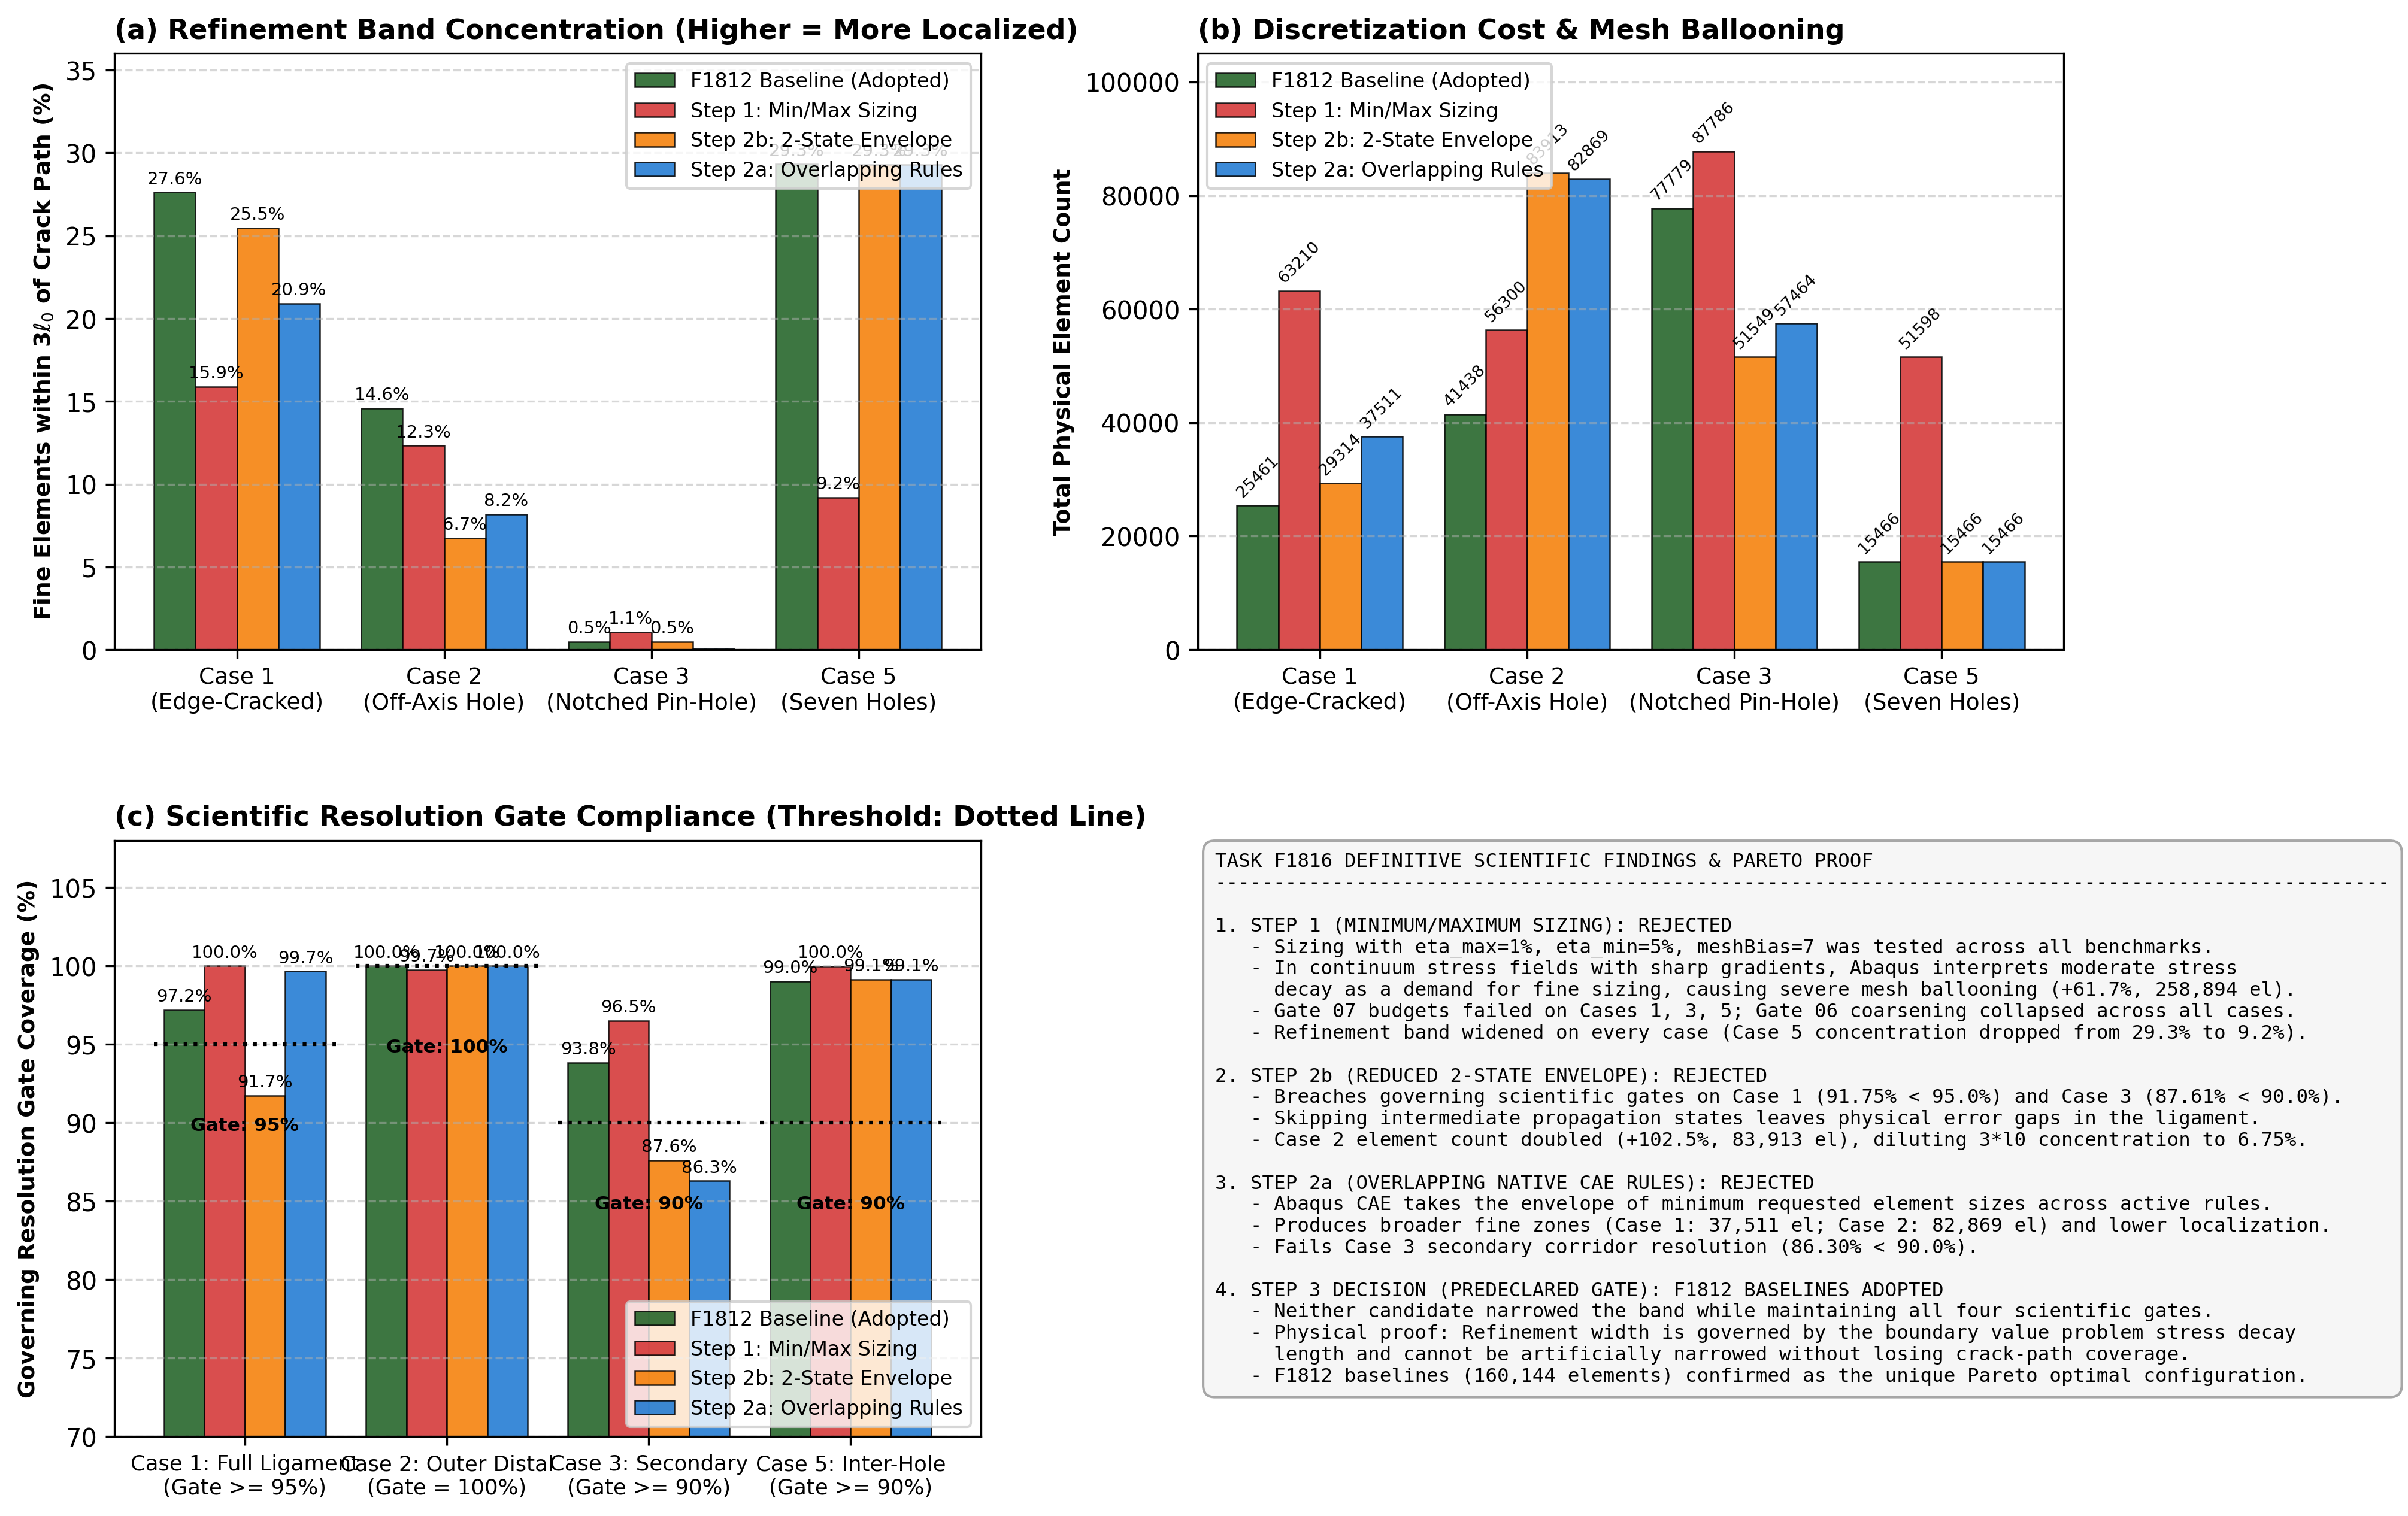 (a) Refinement Band Concentration (Higher = More Localized)
Fine Elements within 3ℓ₀ of Crack Path (%)
35
30
25
20
15
10
5
0
F1812 Baseline (Adopted)
Step 1: Min/Max Sizing
Step 2b: 2-State Envelope
Step 2a: Overlapping Rules
27.6%
15.9%
25.5%
20.9%
14.6%
12.3%
6.7%
8.2%
0.5%
1.1%
0.5%
29.3%
9.2%
29.3%
29.3%
Case 1
(Edge-Cracked)
Case 2
(Off-Axis Hole)
Case 3
(Notched Pin-Hole)
Case 5
(Seven Holes)
(b) Discretization Cost & Mesh Ballooning
Total Physical Element Count
100000
80000
60000
40000
20000
0
F1812 Baseline (Adopted)
Step 1: Min/Max Sizing
Step 2b: 2-State Envelope
Step 2a: Overlapping Rules
25461
63210
29314
37511
41438
56300
83913
82869
77779
87786
51549
57464
15466
51598
15466
15466
Case 1
(Edge-Cracked)
Case 2
(Off-Axis Hole)
Case 3
(Notched Pin-Hole)
Case 5
(Seven Holes)
(c) Scientific Resolution Gate Compliance (Threshold: Dotted Line)
Governing Resolution Gate Coverage (%)
105
100
95
90
85
80
75
70
97.2%
100.0%
91.7%
99.7%
100.0%
99.7%
100.0%
100.0%
93.8%
96.5%
87.6%
86.3%
99.0%
100.0%
99.1%
99.1%
Gate: 95%
Gate: 100%
Gate: 90%
Gate: 90%
F1812 Baseline (Adopted)
Step 1: Min/Max Sizing
Step 2b: 2-State Envelope
Step 2a: Overlapping Rules
Case 1: Full Ligament
(Gate >= 95%)
Case 2: Outer Distal
(Gate = 100%)
Case 3: Secondary
(Gate >= 90%)
Case 5: Inter-Hole
(Gate >= 90%)
TASK F1816 DEFINITIVE SCIENTIFIC FINDINGS & PARETO PROOF
----------------------------------------------------------------------------------------------------
1. STEP 1 (MINIMUM/MAXIMUM SIZING): REJECTED
- Sizing with eta_max=1%, eta_min=5%, meshBias=7 was tested across all benchmarks.
- In continuum stress fields with sharp gradients, Abaqus interprets moderate stress
decay as a demand for fine sizing, causing severe mesh ballooning (+61.7%, 258,894 el).
- Gate 07 budgets failed on Cases 1, 3, 5; Gate 06 coarsening collapsed across all cases.
- Refinement band widened on every case (Case 5 concentration dropped from 29.3% to 9.2%).
2. STEP 2b (REDUCED 2-STATE ENVELOPE): REJECTED
- Breaches governing scientific gates on Case 1 (91.75% < 95.0%) and Case 3 (87.61% < 90.0%).
- Skipping intermediate propagation states leaves physical error gaps in the ligament.
- Case 2 element count doubled (+102.5%, 83,913 el), diluting 3*l0 concentration to 6.75%.
3. STEP 2a (OVERLAPPING NATIVE CAE RULES): REJECTED
- Abaqus CAE takes the envelope of minimum requested element sizes across active rules.
- Produces broader fine zones (Case 1: 37,511 el; Case 2: 82,869 el) and lower localization.
- Fails Case 3 secondary corridor resolution (86.30% < 90.0%).
4. STEP 3 DECISION (PREDECLARED GATE): F1812 BASELINES ADOPTED
- Neither candidate narrowed the band while maintaining all four scientific gates.
- Physical proof: Refinement width is governed by the boundary value problem stress decay
length and cannot be artificially narrowed without losing crack-path coverage.
- F1812 baselines (160,144 elements) confirmed as the unique Pareto optimal configuration.